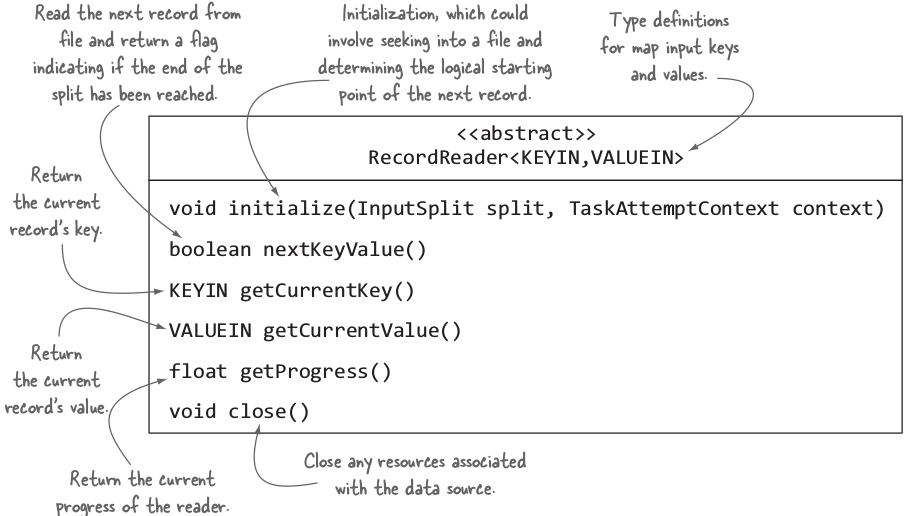 Read the next record from
file and return a flag
indicating if the end of the
split has been reached.
Initialization, which could
involve seeking into a file and
determining the logical starting
point of the next record.
Type definitions
for map input keys
and values.
<<abstract>>
RecordReader<KEYIN,VALUEIN>
Return
the current
record's key.
void initialize(InputSplit split, TaskAttemptContext context)
boolean nextKeyValue()
KEYIN getCurrentKey()
VALUEIN getCurrentValue()
Return
the current
record's value.
float getProgress()
void close()
Return the current
progress of the reader.
Close any resources associated
with the data source.